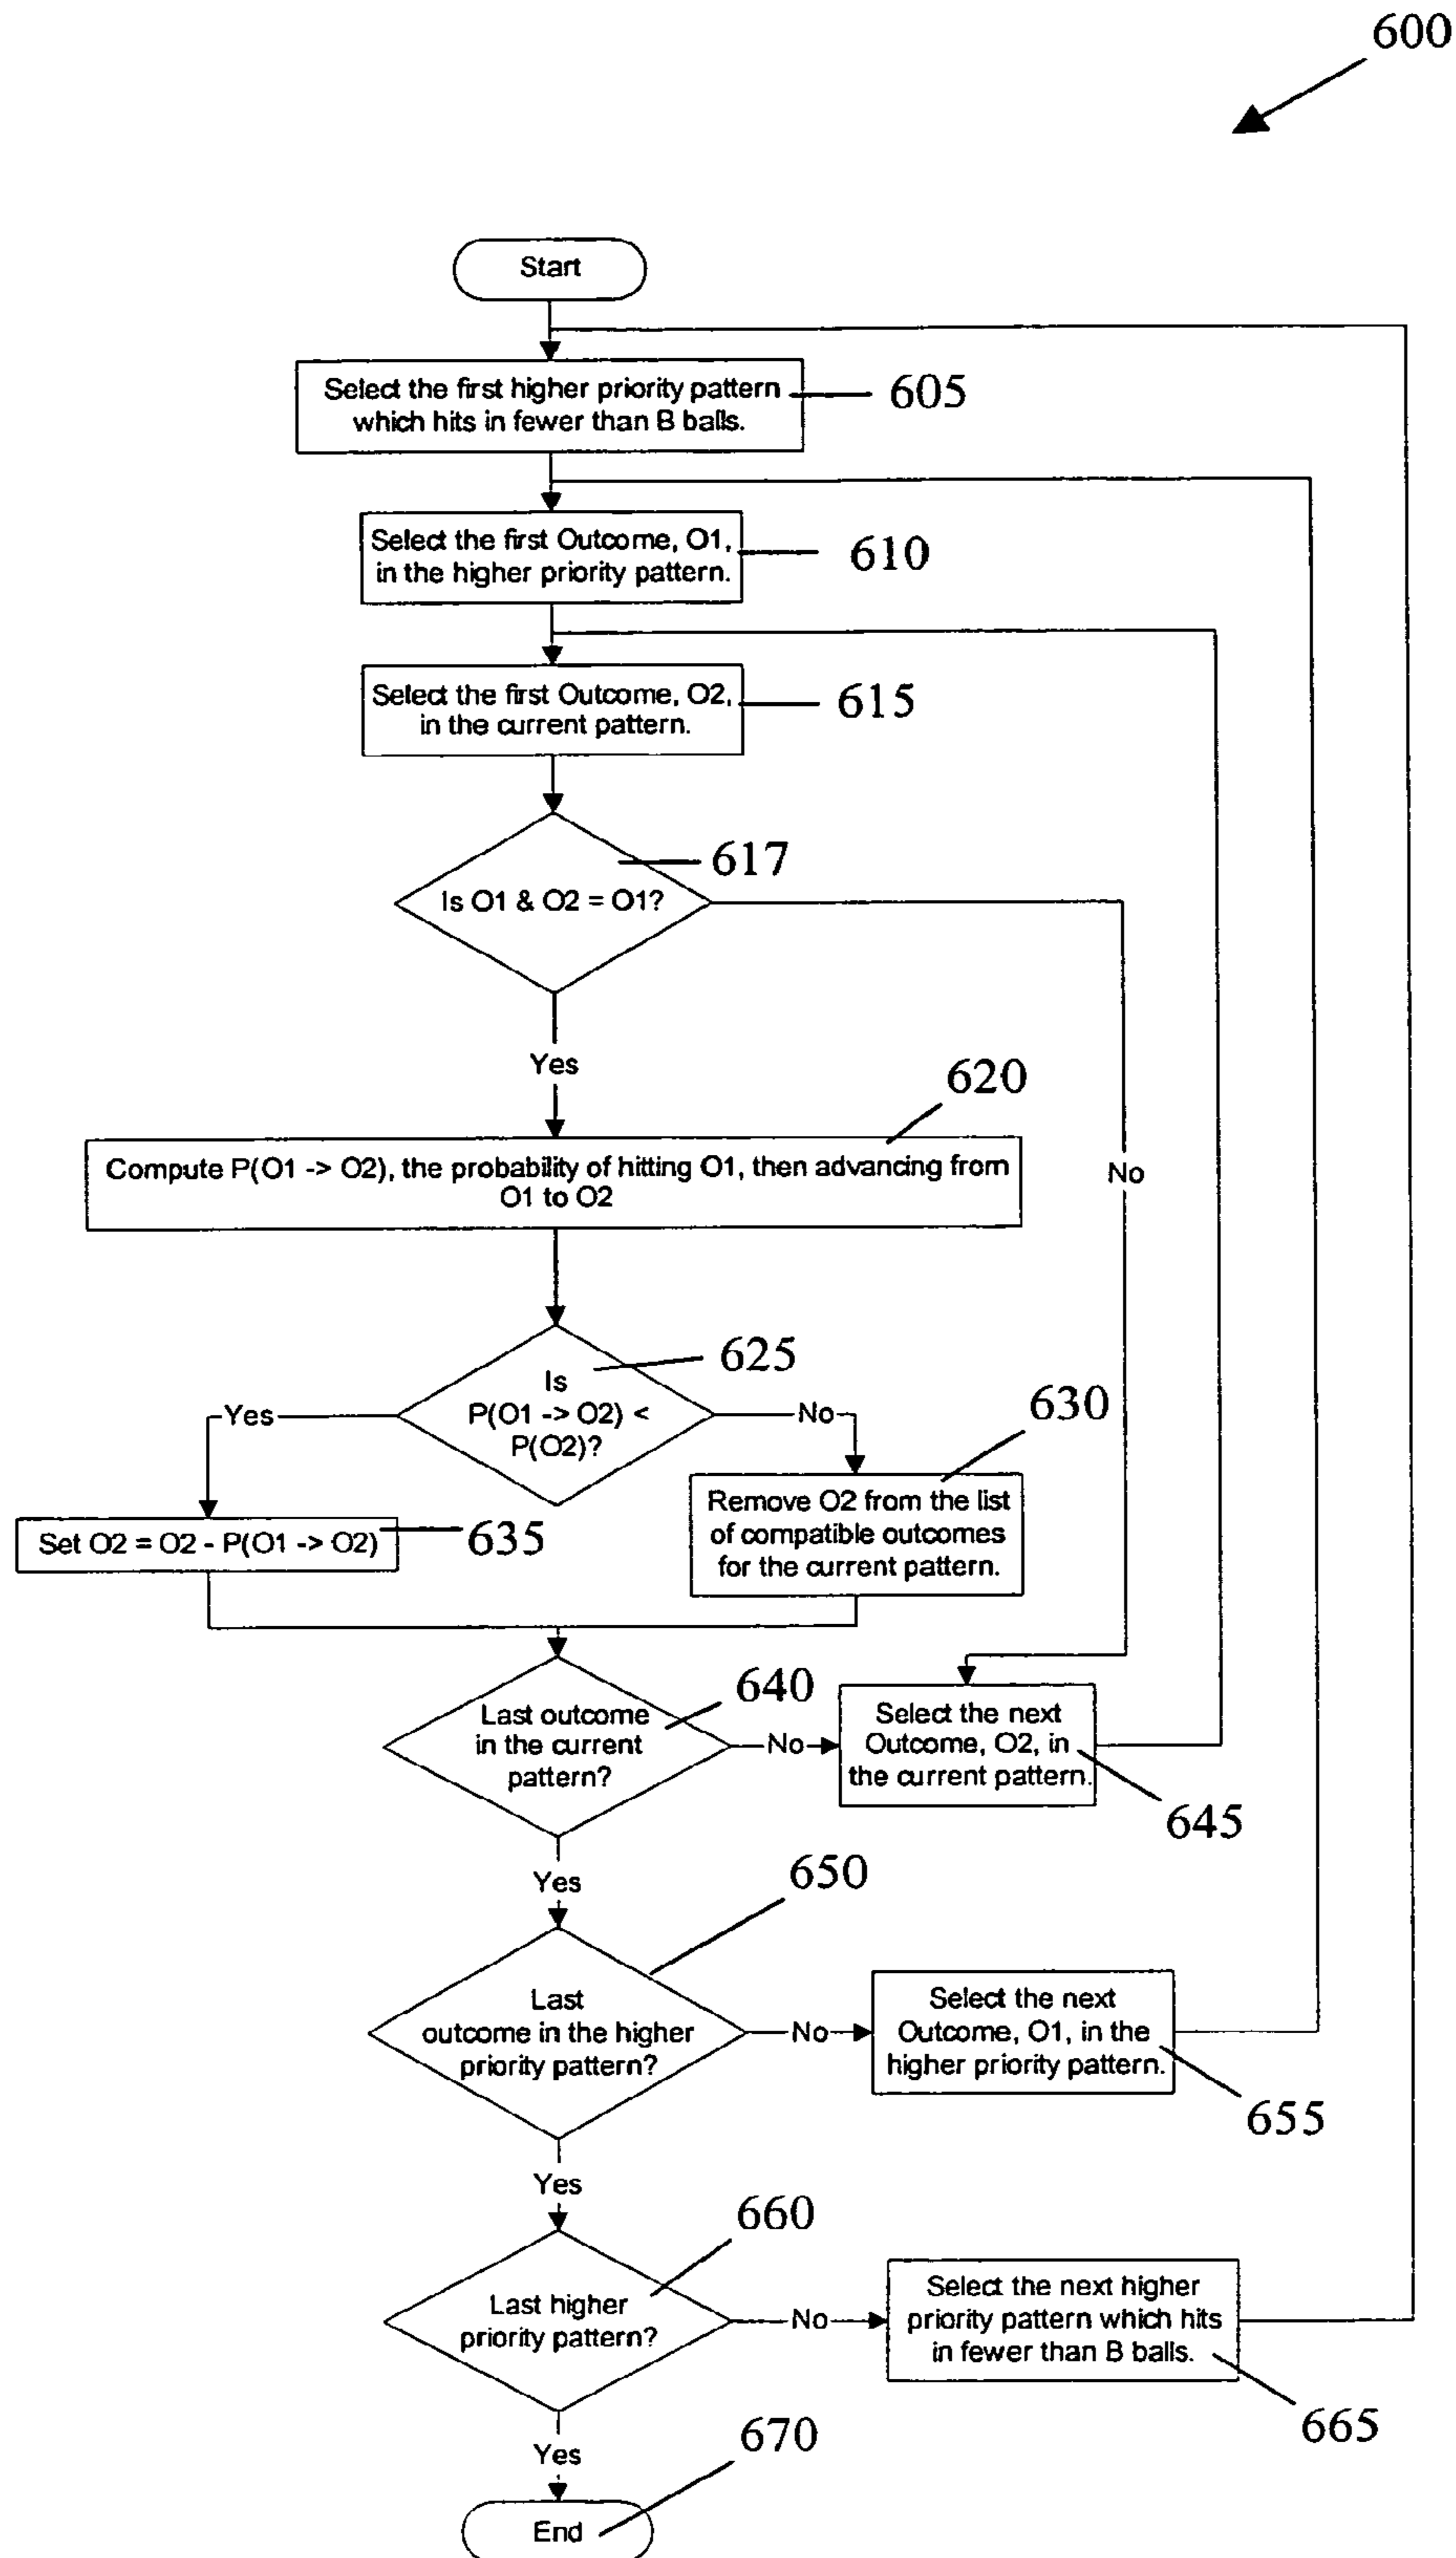 600
Start
Select the first higher priority pattern
which hits in fewer than B balls.
605
Select the first Outcome, O1,
in the higher priority pattern.
610
Select the first Outcome, O2,
in the current pattern.
615
617
Is O1 & O2 = O1?
Yes
No
620
Compute P(O1 -> O2), the probability of hitting O1, then advancing from
O1 to O2
625
Is
P(O1 -> O2) <
P(O2)?
Yes
No
630
Remove O2 from the list
of compatible outcomes
for the current pattern.
Set O2 = O2 - P(O1 -> O2)
635
640
Last outcome
in the current
pattern?
No
Select the next
Outcome, O2, in
the current pattern.
645
Yes
650
Last
outcome in the higher
priority pattern?
No
Select the next
Outcome, O1, in the
higher priority pattern.
655
Yes
660
Last higher
priority pattern?
No
Select the next higher
priority pattern which hits
in fewer than B balls.
665
Yes
670
End